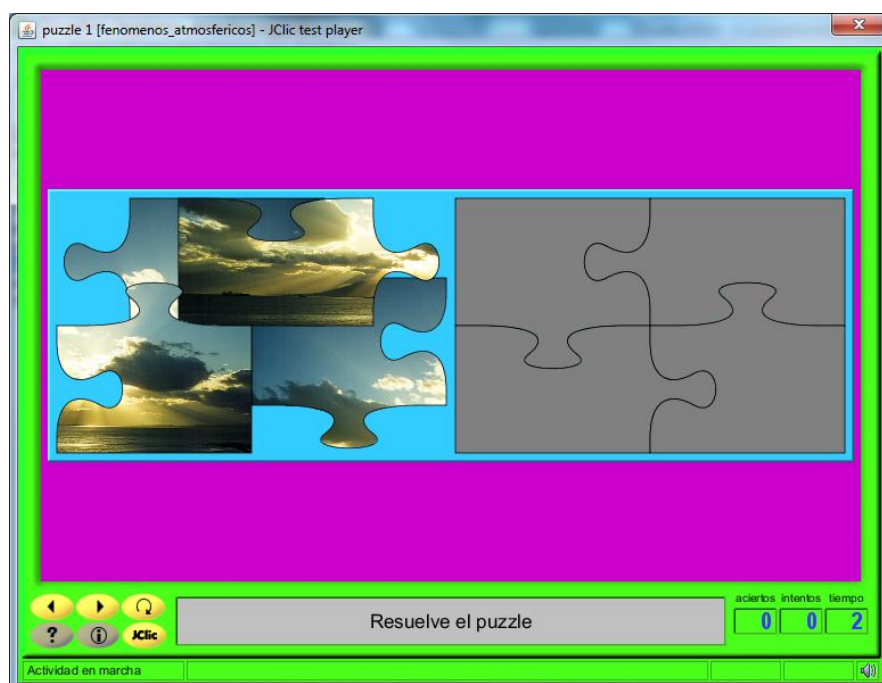 puzzle 1 [fenomenos_atmosfericos] - JClic test player
Resuelve el puzzle
aciertos intentos tiempo
0 0 2
? i JClic
Actividad en marcha